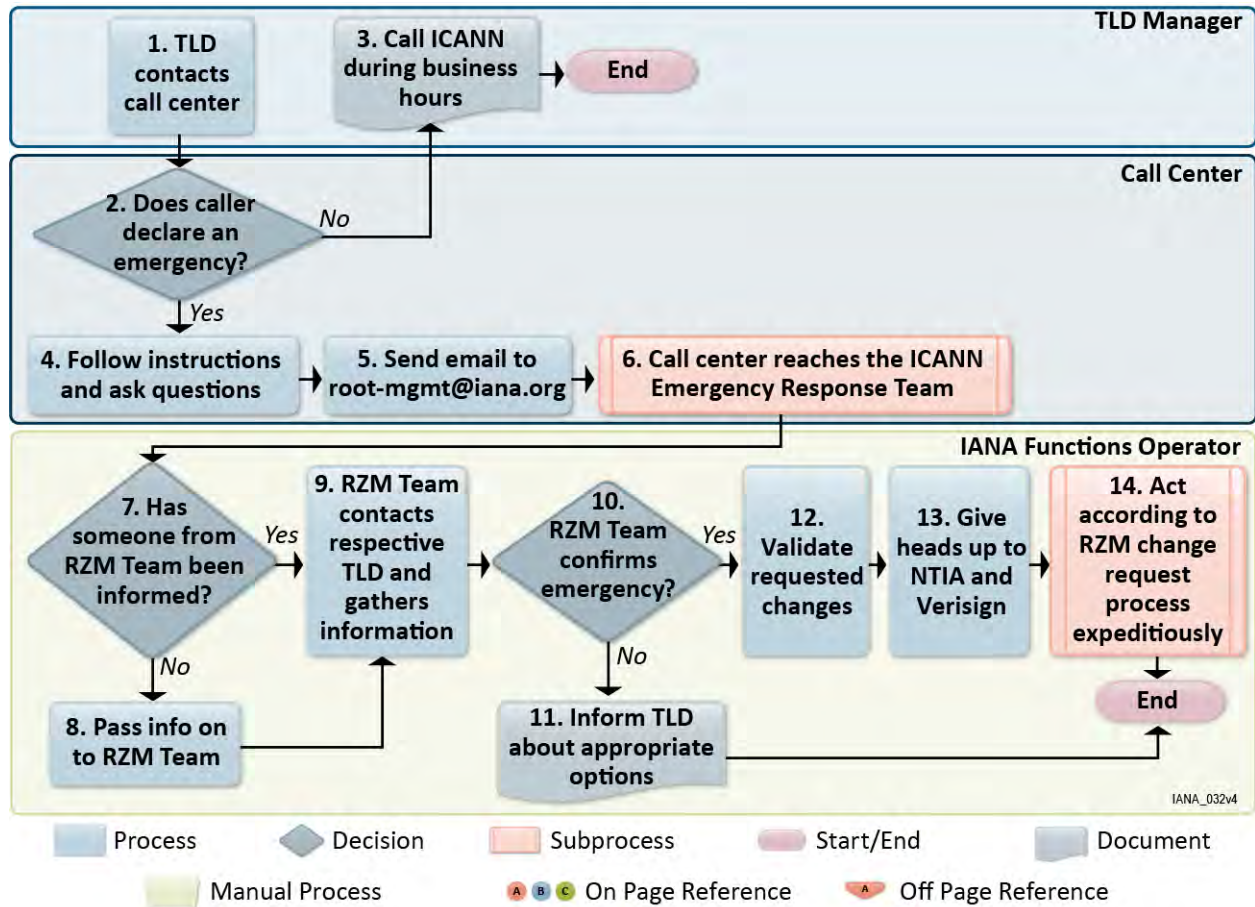 TLD Manager
1. TLD
contacts
call center
3. Call ICANN
during business
hours
End
Call Center
2. Does caller
declare an
emergency?
No
Yes
4. Follow instructions
and ask questions
5. Send email to
root-mgmt@iana.org
6. Call center reaches the ICANN
Emergency Response Team
IANA Functions Operator
7. Has
someone from
RZM Team been
informed?
Yes
No
8. Pass info on
to RZM Team
9. RZM Team
contacts
respective
TLD and
gathers
information
10.
RZM Team
confirms
emergency?
Yes
No
11. Inform TLD
about appropriate
options
12.
Validate
requested
changes
13. Give
heads up to
NTIA and
Verisign
14. Act
according to
RZM change
request
process
expeditiously
End
IANA_032v4
Process
Decision
Subprocess
Start/End
Document
Manual Process
A B C On Page Reference
A Off Page Reference